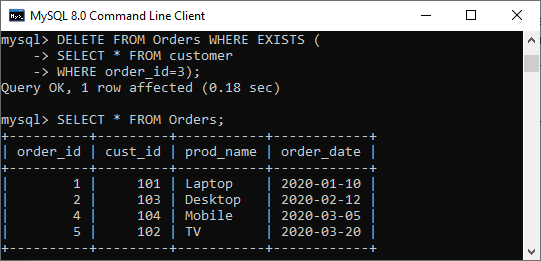 MySQL 8.0 Command Line Client
mysql> DELETE FROM Orders WHERE EXISTS (
    -> SELECT * FROM customer
    -> WHERE order_id=3);
Query OK, 1 row affected (0.18 sec)
mysql> SELECT * FROM Orders;
+----------+---------+-----------+------------+
| order_id | cust_id | prod_name | order_date |
+----------+---------+-----------+------------+
|        1 |     101 | Laptop    | 2020-01-10 |
|        2 |     103 | Desktop   | 2020-02-12 |
|        4 |     104 | Mobile    | 2020-03-05 |
|        5 |     102 | TV        | 2020-03-20 |
+----------+---------+-----------+------------+